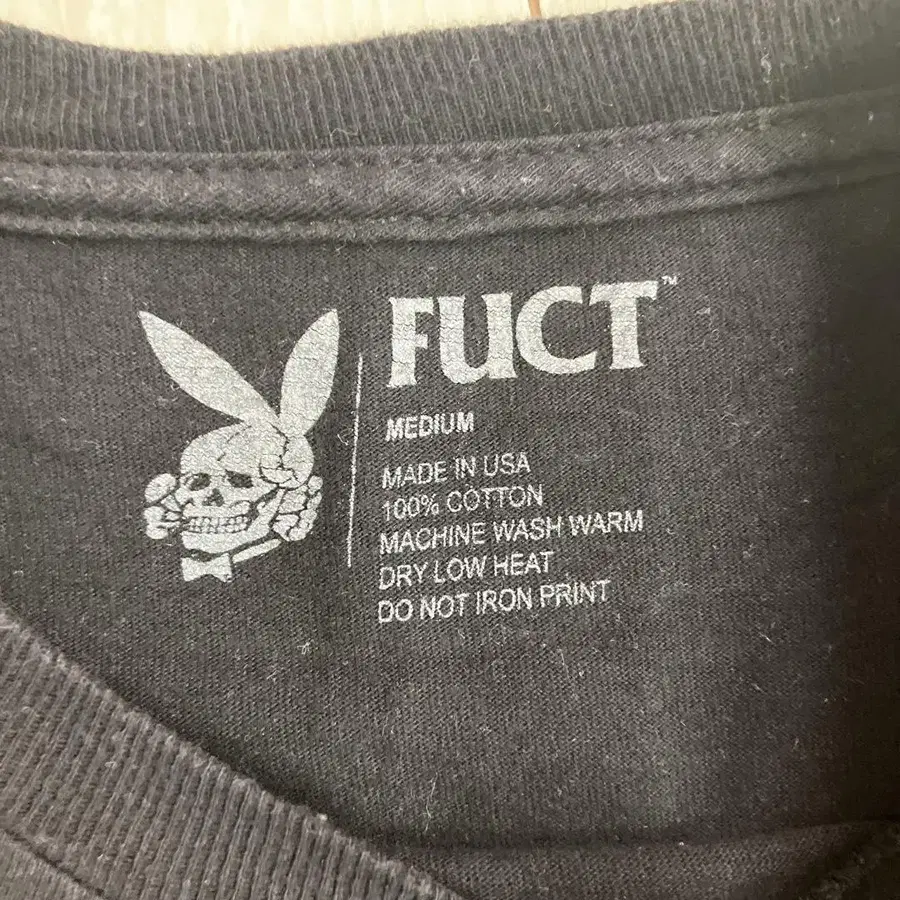 FUCT™
MEDIUM
MADE IN USA
100% COTTON
MACHINE WASH WARM
DRY LOW HEAT
DO NOT IRON PRINT